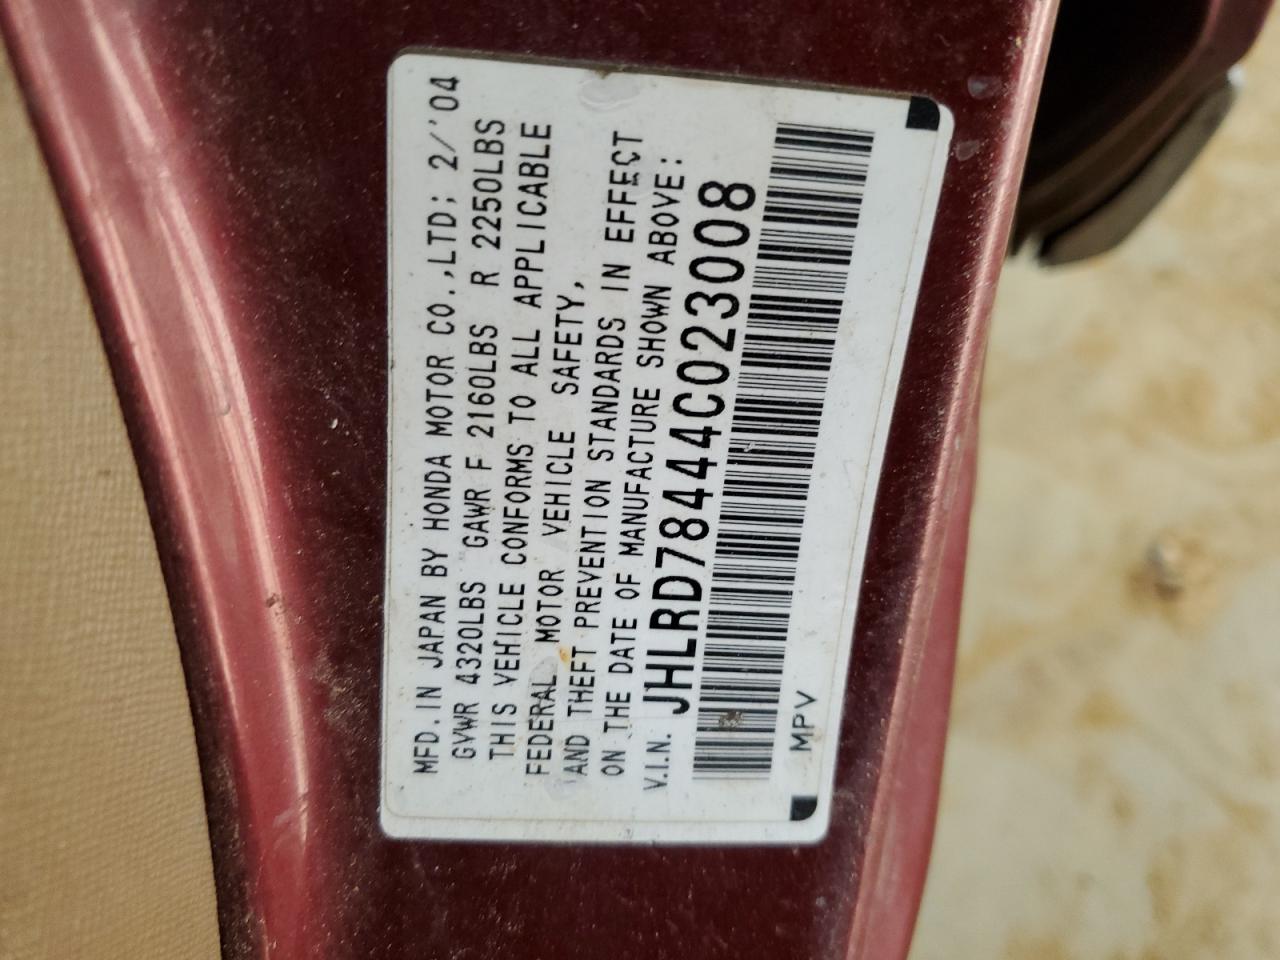 MFD.IN JAPAN BY HONDA MOTOR CO.,LTD; 2/'04
GVWR 4320LBS GAWR F 2160LBS R 2250LBS
THIS VEHICLE CONFORMS TO ALL APPLICABLE
FEDERAL MOTOR VEHICLE SAFETY,
AND THEFT PREVENTION STANDARDS IN EFFECT
ON THE DATE OF MANUFACTURE SHOWN ABOVE:
V.I.N. JHLRD78444C023008
MPV